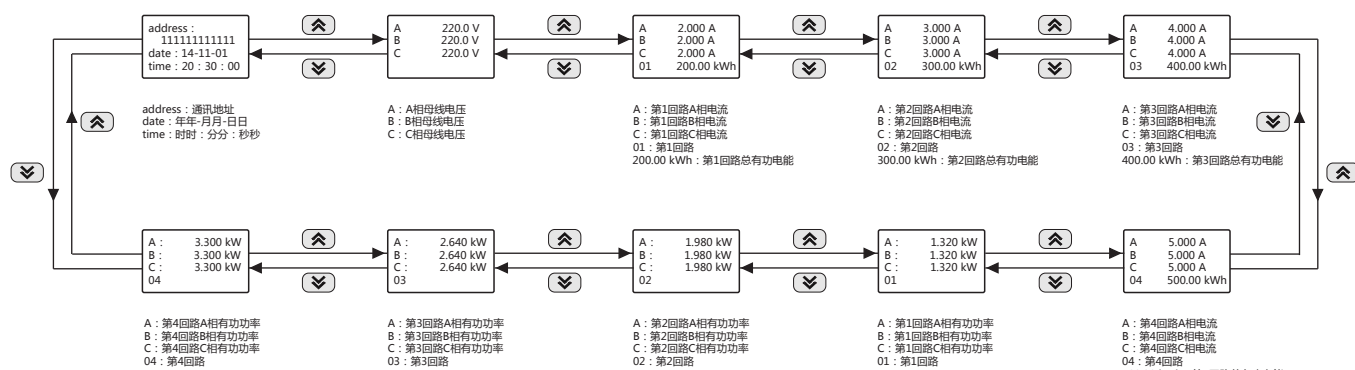 address :
111111111111
date : 14-11-01
time : 20 : 30 : 00
A 220.0 V
B 220.0 V
C 220.0 V
A 2.000 A
B 2.000 A
C 2.000 A
01 200.00 kWh
A 3.000 A
B 3.000 A
C 3.000 A
02 300.00 kWh
A 4.000 A
B 4.000 A
C 4.000 A
03 400.00 kWh
address : 通讯地址
date : 年年-月月-日日
time : 时时 : 分分 : 秒秒
A : A相母线电压
B : B相母线电压
C : C相母线电压
A : 第1回路A相电流
B : 第1回路B相电流
C : 第1回路C相电流
01 : 第1回路
200.00 kWh : 第1回路总有功电能
A : 第2回路A相电流
B : 第2回路B相电流
C : 第2回路C相电流
02 : 第2回路
300.00 kWh : 第2回路总有功电能
A : 第3回路A相电流
B : 第3回路B相电流
C : 第3回路C相电流
03 : 第3回路
400.00 kWh : 第3回路总有功电能
A : 3.300 kW
B : 3.300 kW
C : 3.300 kW
04
A : 2.640 kW
B : 2.640 kW
C : 2.640 kW
03
A : 1.980 kW
B : 1.980 kW
C : 1.980 kW
02
A : 1.320 kW
B : 1.320 kW
C : 1.320 kW
01
A 5.000 A
B 5.000 A
C 5.000 A
04 500.00 kWh
A : 第4回路A相有功功率
B : 第4回路B相有功功率
C : 第4回路C相有功功率
04 : 第4回路
A : 第3回路A相有功功率
B : 第3回路B相有功功率
C : 第3回路C相有功功率
03 : 第3回路
A : 第2回路A相有功功率
B : 第2回路B相有功功率
C : 第2回路C相有功功率
02 : 第2回路
A : 第1回路A相有功功率
B : 第1回路B相有功功率
C : 第1回路C相有功功率
01 : 第1回路
A : 第4回路A相电流
B : 第4回路B相电流
C : 第4回路C相电流
04 : 第4回路